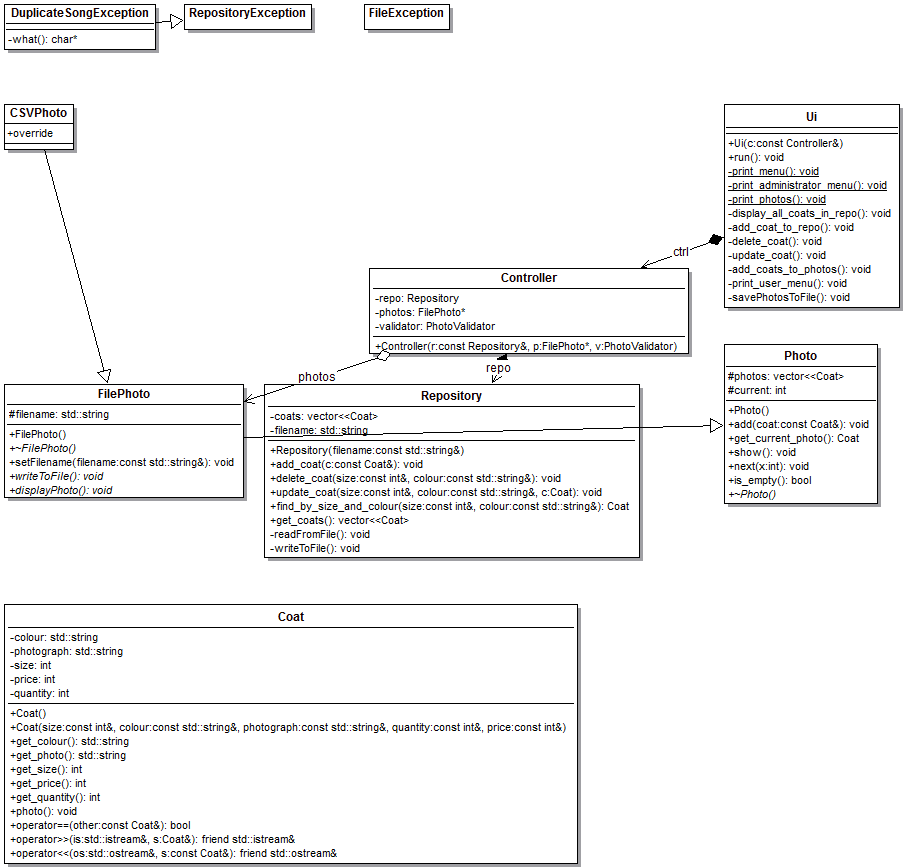 DuplicateSongException
-what(): char*
RepositoryException
FileException
CSVPhoto
+override
Ui
+Ui(c:const Controller&)
+run(): void
-print_menu(): void
-print_administrator_menu(): void
-print_photos(): void
-display_all_coats_in_repo(): void
-add_coat_to_repo(): void
-delete_coat(): void
-update_coat(): void
-add_coats_to_photos(): void
-print_user_menu(): void
-savePhotosToFile(): void
ctrl
Controller
-repo: Repository
-photos: FilePhoto*
-validator: PhotoValidator
+Controller(r:const Repository&, p:FilePhoto*, v:PhotoValidator)
photos
repo
FilePhoto
#filename: std::string
+FilePhoto()
+~FilePhoto()
+setFilename(filename:const std::string&): void
+writeToFile(): void
+displayPhoto(): void
Repository
-coats: vector<<Coat>
-filename: std::string
+Repository(filename:const std::string&)
+add_coat(c:const Coat&): void
+delete_coat(size:const int&, colour:const std::string&): void
+update_coat(size:const int&, colour:const std::string&, c:Coat): void
+find_by_size_and_colour(size:const int&, colour:const std::string&): Coat
+get_coats(): vector<<Coat>
-readFromFile(): void
-writeToFile(): void
Photo
#photos: vector<<Coat>
#current: int
+Photo()
+add(coat:const Coat&): void
+get_current_photo(): Coat
+show(): void
+next(x:int): void
+is_empty(): bool
+~Photo()
Coat
-colour: std::string
-photograph: std::string
-size: int
-price: int
-quantity: int
+Coat()
+Coat(size:const int&, colour:const std::string&, photograph:const std::string&, quantity:const int&, price:const int&)
+get_colour(): std::string
+get_photo(): std::string
+get_size(): int
+get_price(): int
+get_quantity(): int
+photo(): void
+operator==(other:const Coat&): bool
+operator>>(is:std::istream&, s:Coat&): friend std::istream&
+operator<<(os:std::ostream&, s:const Coat&): friend std::ostream&